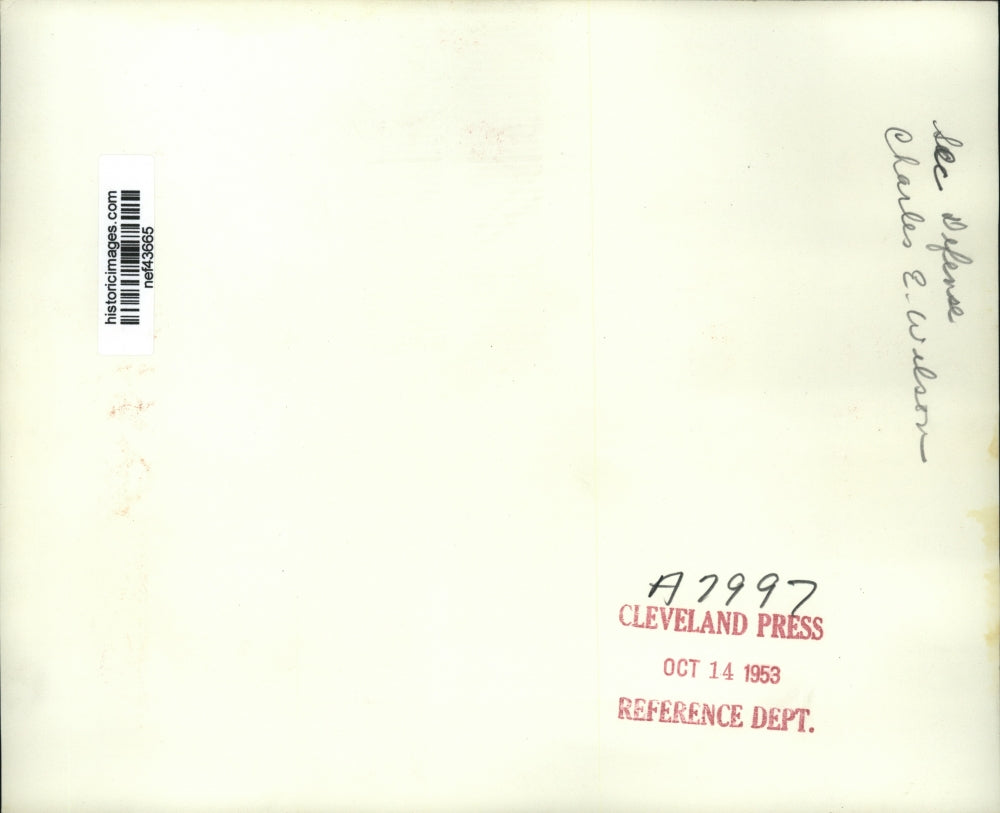 Sec Defense
Charles E. Wilson
historicimages.com
nef43665
A7997
CLEVELAND PRESS
OCT 14 1953
REFERENCE DEPT.